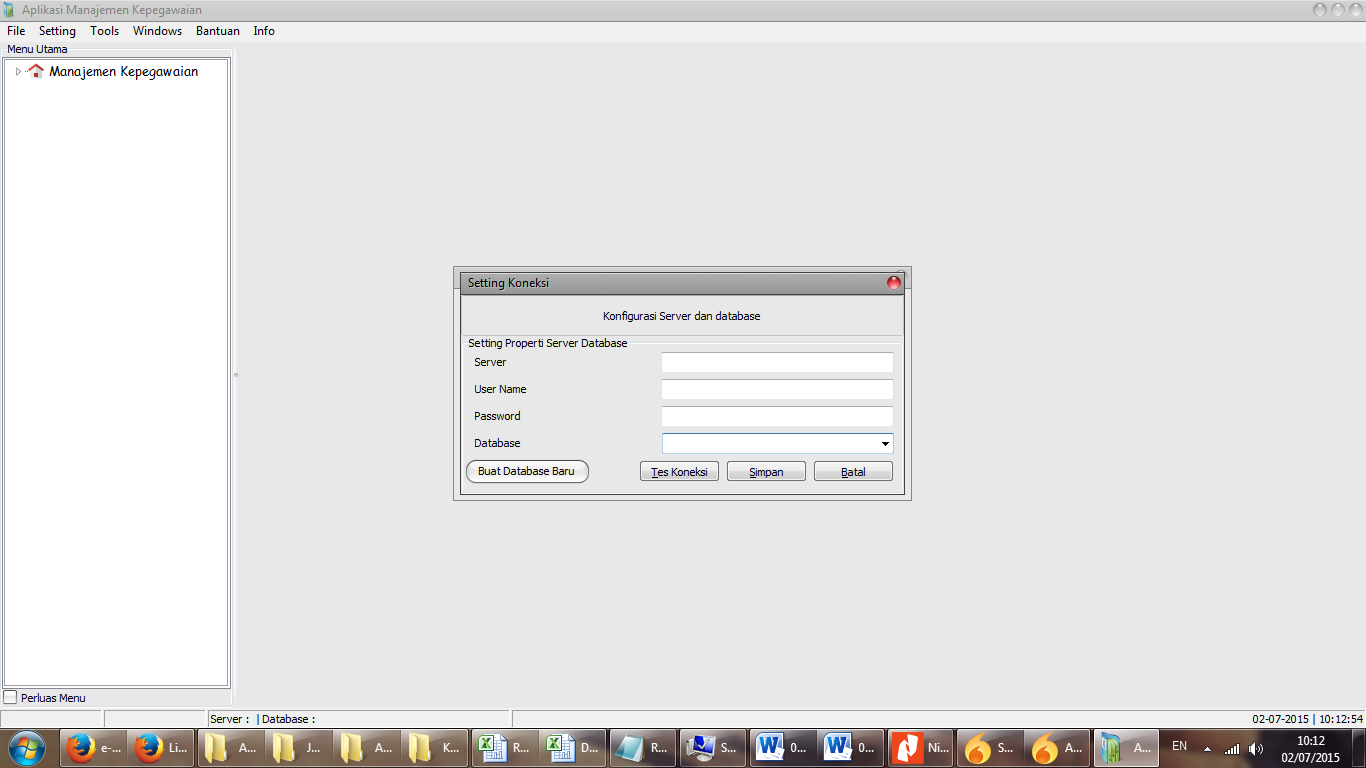 Aplikasi Manajemen Kepegawaian
File Setting Tools Windows Bantuan Info
Menu Utama
Manajemen Kepegawaian
Setting Koneksi
Konfigurasi Server dan database
Setting Properti Server Database
Server
User Name
Password
Database
Buat Database Baru Tes Koneksi Simpan Batal
Perluas Menu
Server : | Database : 02-07-2015 | 10:12:54
e-... Li... A... J... A... K... R... D... R... S... 0... 0... Ni... S... A... A... EN 10:12
02/07/2015